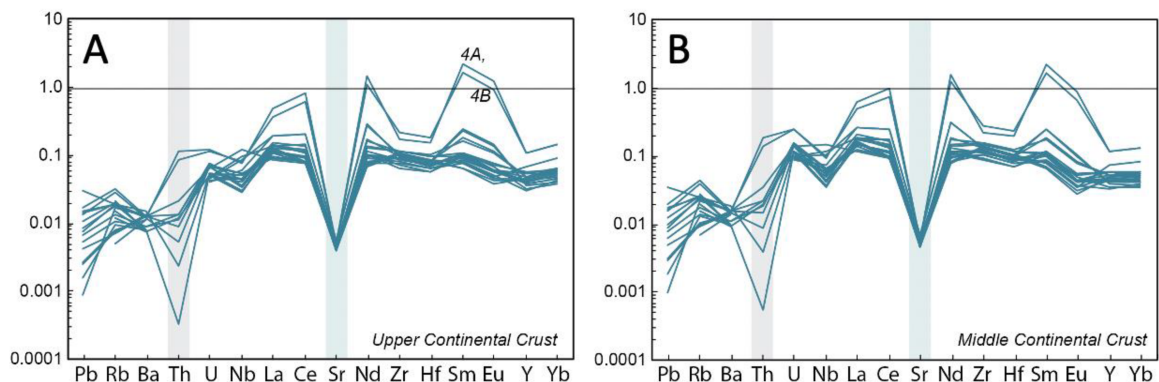 A
10
1.0
0.1
0.01
0.001
0.0001
4A,
4B
Upper Continental Crust
Pb Rb Ba Th U Nb La Ce Sr Nd Zr Hf Sm Eu Y Yb
B
10
1.0
0.1
0.01
0.001
0.0001
Middle Continental Crust
Pb Rb Ba Th U Nb La Ce Sr Nd Zr Hf Sm Eu Y Yb